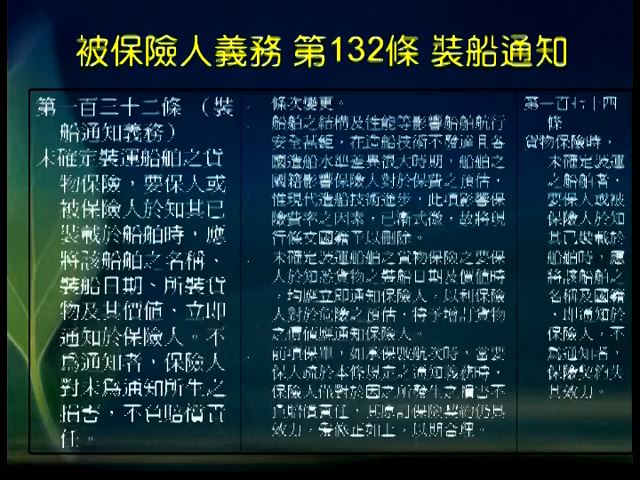 被保險人義務 第132條 裝船通知
第一百三十二條 （裝
船通知義務）
未確定裝運船舶之貨
物保險，要保人或
被保險人於知其已
裝載於船舶時，應
將該船舶之名稱、
裝船日期、所裝貨
物及其價值，立即
通知於保險人。不
為通知者，保險人
對未為通知所生之
損害，不負賠償責
任。
條次變更。
船舶之結構及性能等影響船舶航行
安全甚鉅，在造船技術不發達且各
國造船水準差異很大時期，船舶之
國籍影響保險人對於保費之預估，
惟現代造船技術進步，此項影響保
險費率之因素，已漸式微，故將現
行條文國籍予以刪除。
未確定裝運船舶之貨物保險之要保
人於知悉貨物之裝船日期及價值時
，均應立即通知保險人，以利保險
人對於危險之預估，特予增訂貨物
之價值應通知保險人。
前項保單，如承保數航次時，當要
保人疏於本條規定之通知義務時，
保險人僅對於因之所發生之損害不
負賠償責任，其原訂保險契約仍具
效力，爰修正如上，以期合理。
第一百七十四
條
貨物保險時，
未確定裝運
之船舶者，
要保人或被
保險人於知
其已裝載於
船舶時，應
將該船舶之
名稱及國籍
，即通知於
保險人，不
為通知者，
保險契約失
其效力。